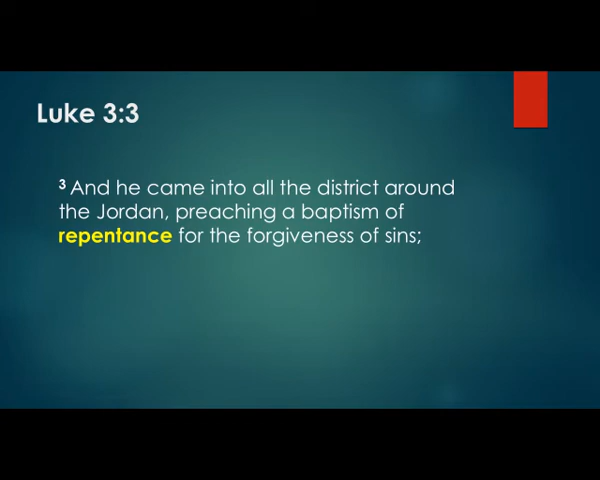 Luke 3:3
3 And he came into all the district around
the Jordan, preaching a baptism of
repentance for the forgiveness of sins;